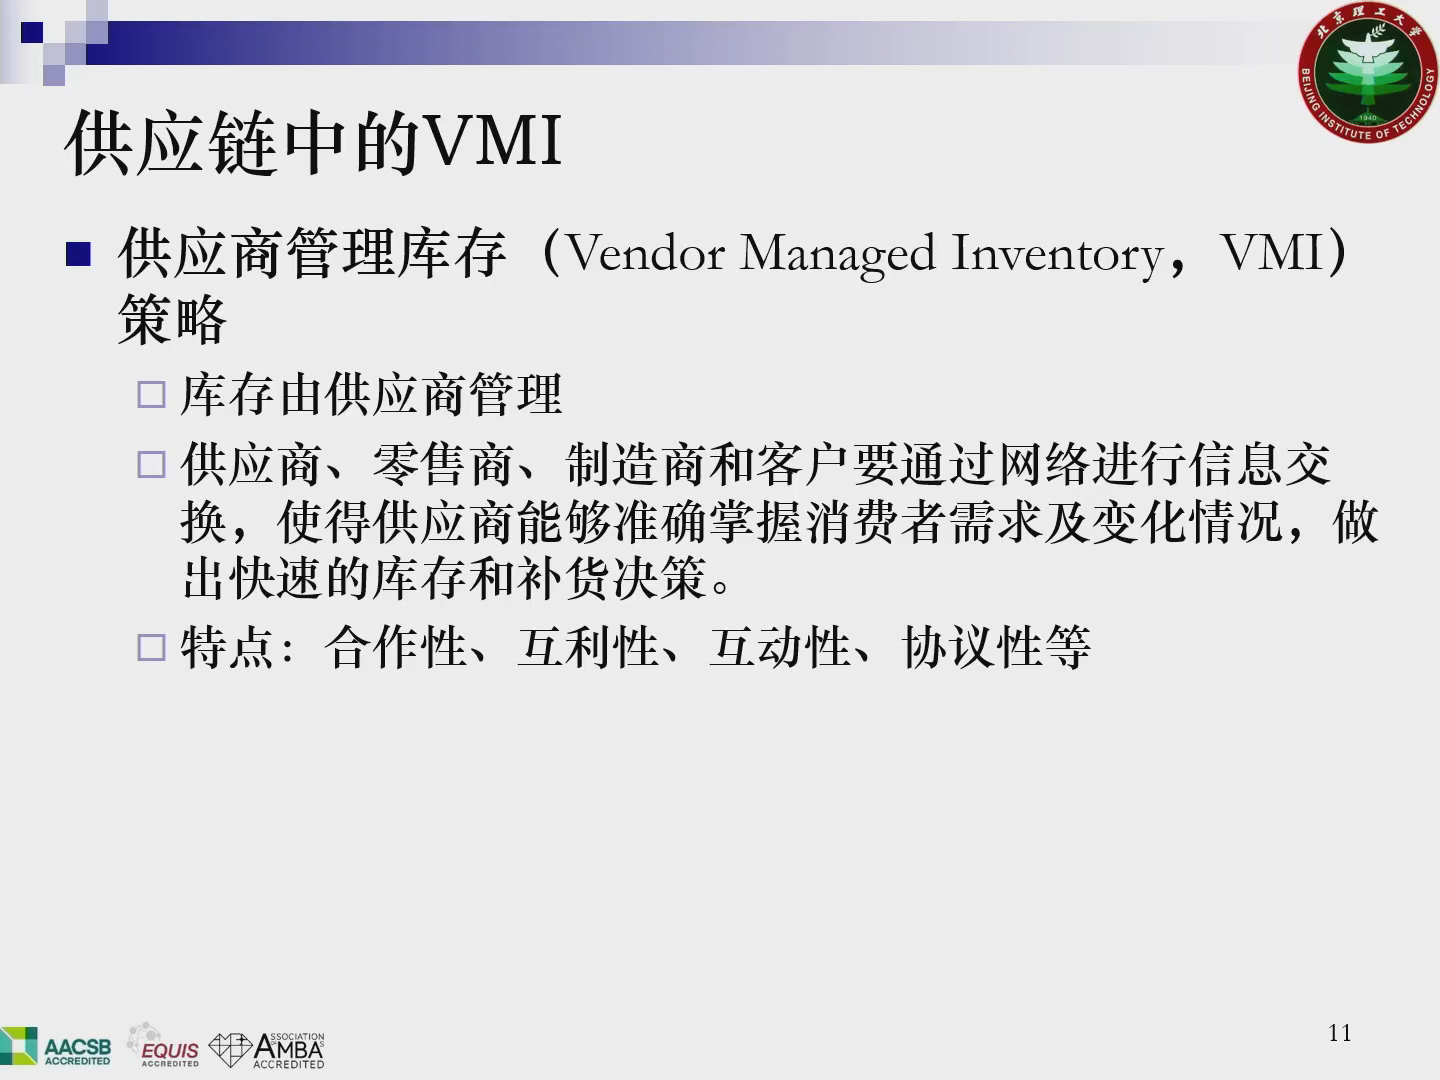 北京理工大学
BEIJING INSTITUTE OF TECHNOLOGY
1940
供应链中的VMI
供应商管理库存（Vendor Managed Inventory，VMI）
策略
库存由供应商管理
供应商、零售商、制造商和客户要通过网络进行信息交
换，使得供应商能够准确掌握消费者需求及变化情况，做
出快速的库存和补货决策。
特点：合作性、互利性、互动性、协议性等
AACSB
ACCREDITED
EQUIS
ACCREDITED
ASSOCIATION
AMBAs
ACCREDITED
11